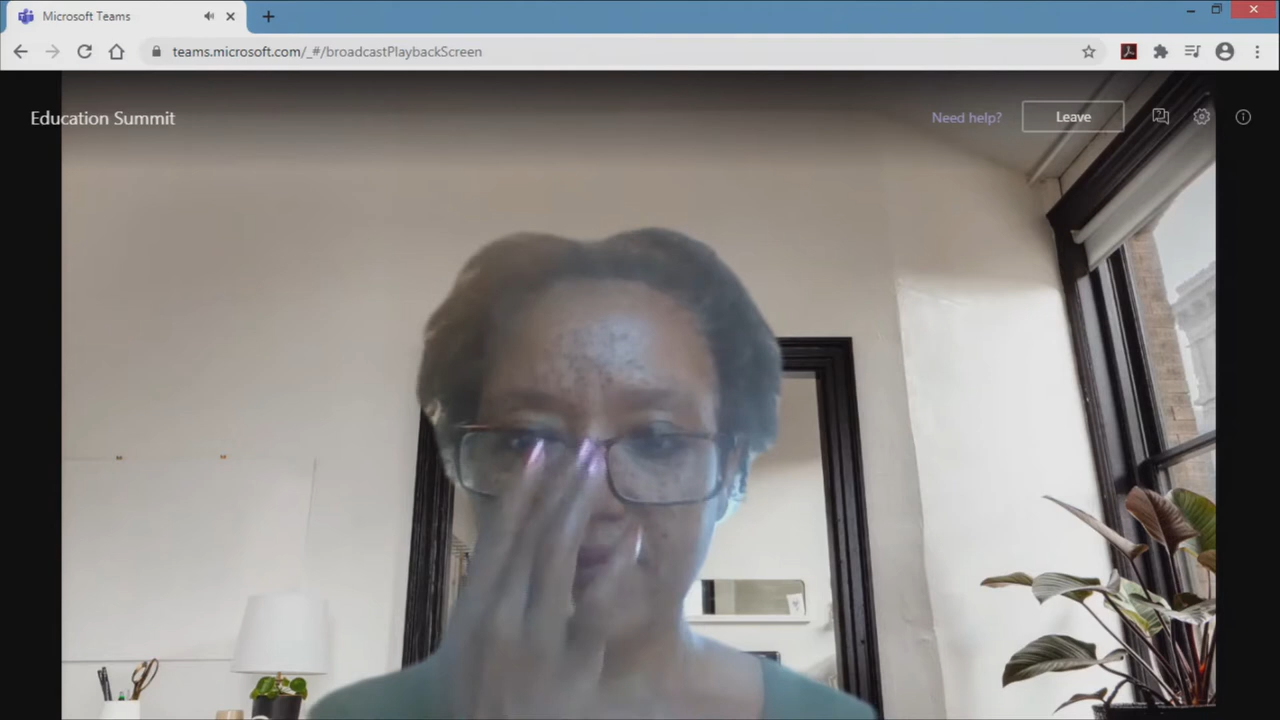 Microsoft Teams
teams.microsoft.com/_#/broadcastPlaybackScreen
Education Summit
Need help?
Leave